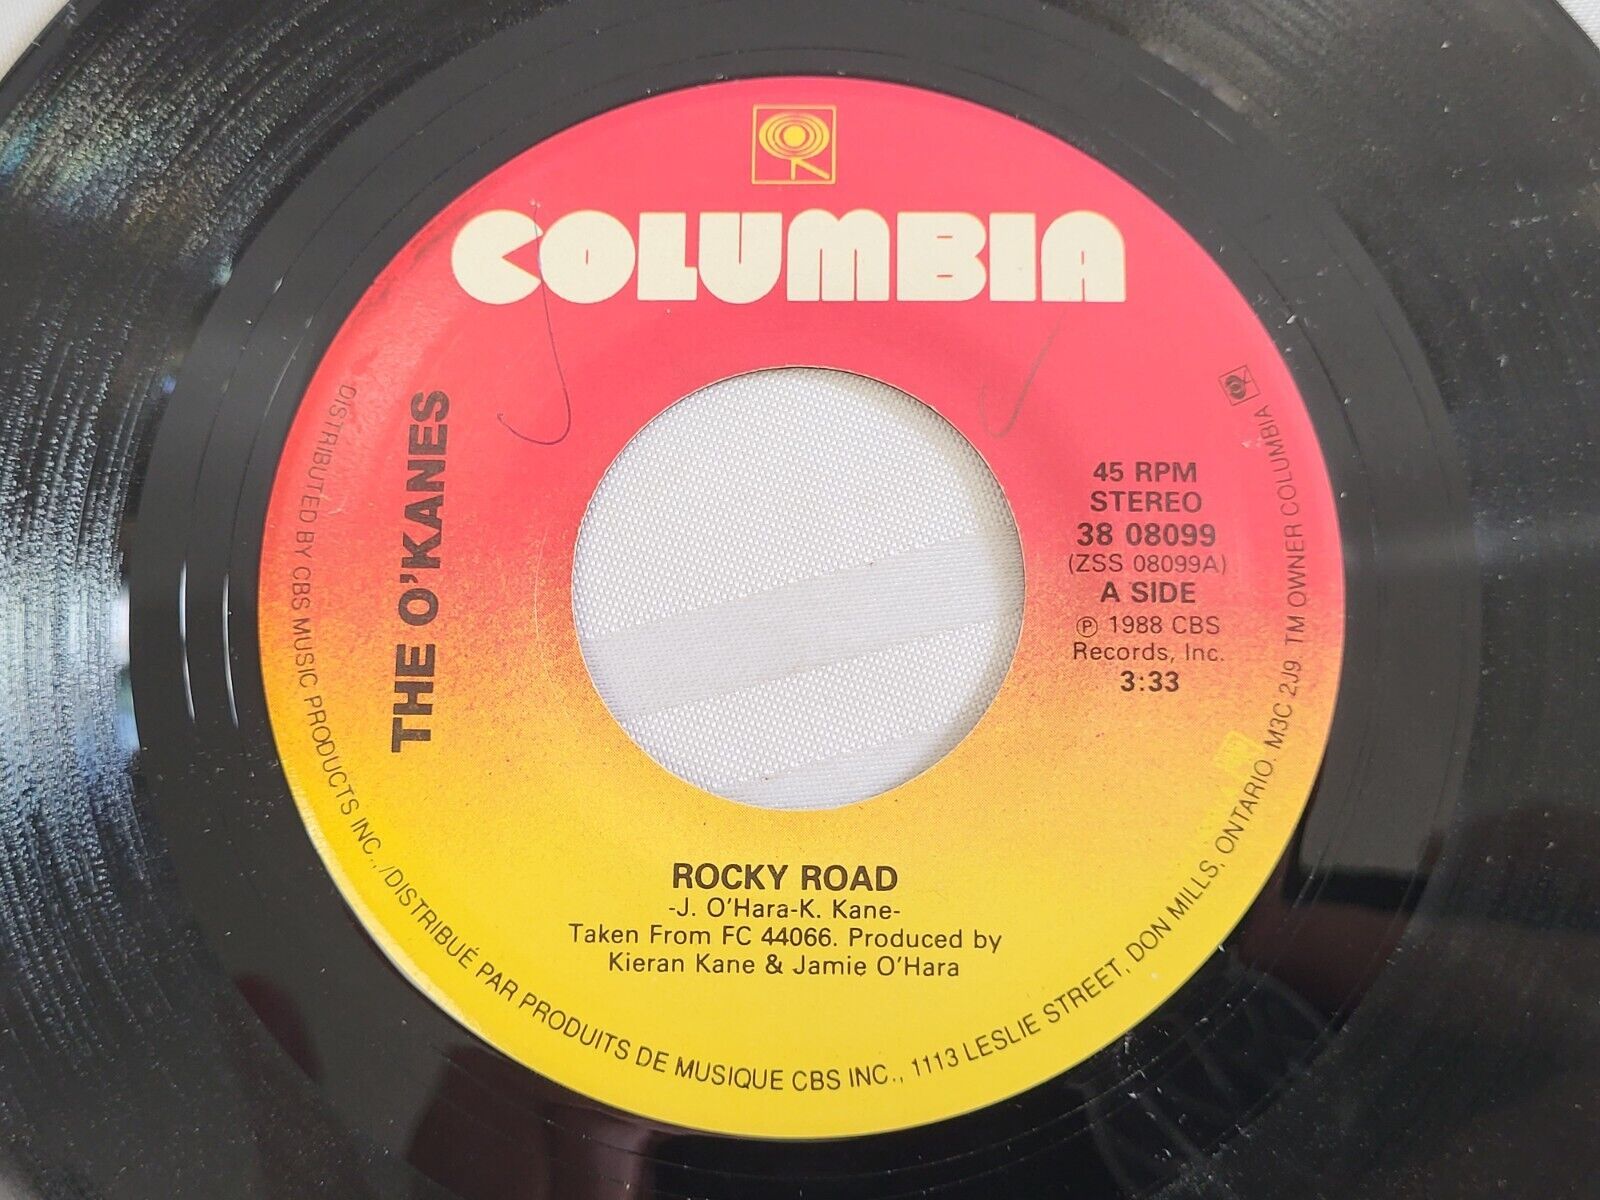 COLUMBIA
THE O'KANES
45 RPM
STEREO
38 08099
(ZSS 08099A)
A SIDE
℗ 1988 CBS
Records, Inc.
3:33
ROCKY ROAD
-J. O'Hara-K. Kane-
Taken From FC 44066. Produced by
Kieran Kane & Jamie O'Hara
DISTRIBUTED BY CBS MUSIC PRODUCTS INC., /DISTRIBUÉ PAR PRODUITS DE MUSIQUE CBS INC., 1113 LESLIE STREET, DON MILLS, ONTARIO. M3C 2J9. TM OWNER COLUMBIA